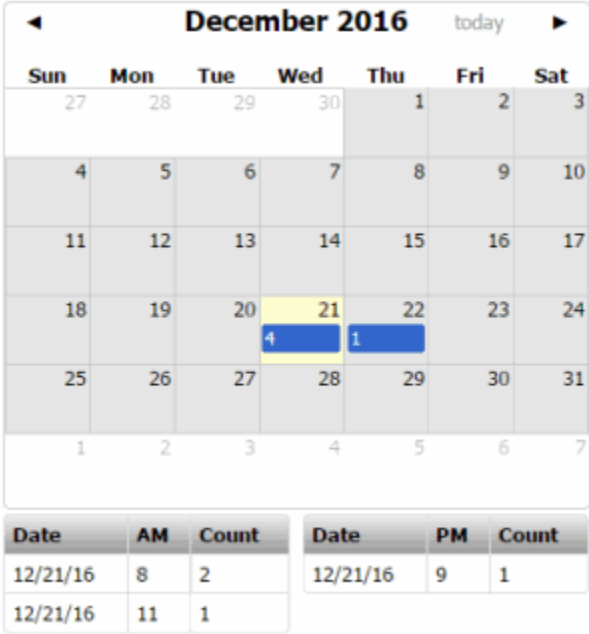 ◄ December 2016 today ►
Sun Mon Tue Wed Thu Fri Sat
27 28 29 30 1 2 3
4 5 6 7 8 9 10
11 12 13 14 15 16 17
18 19 20 21 22 23 24
4 1
25 26 27 28 29 30 31
1 2 3 4 5 6 7
Date AM Count Date PM Count
12/21/16 8 2 12/21/16 9 1
12/21/16 11 1